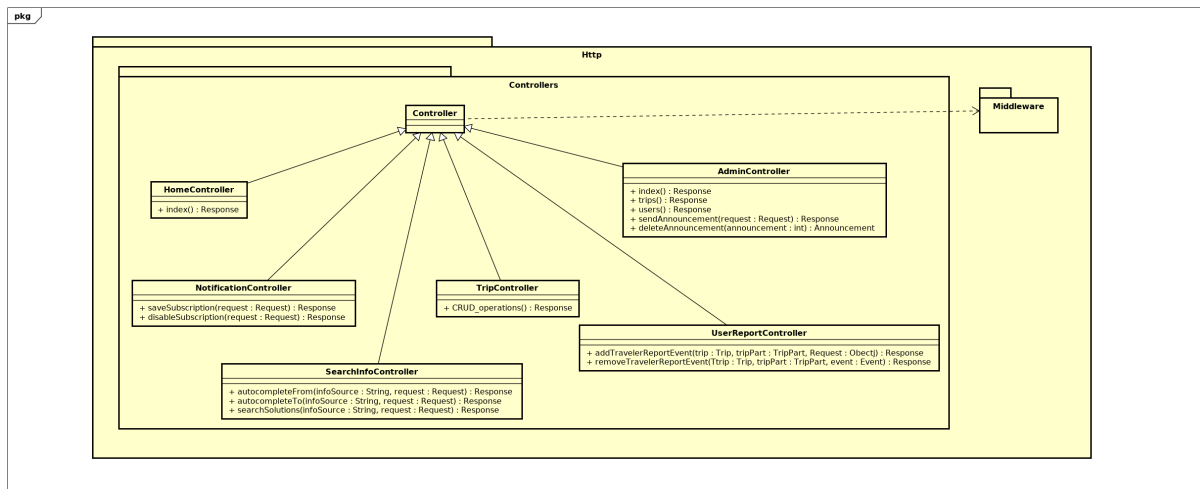 pkg
Http
Controllers
Controller
Middleware
AdminController
+ index() : Response
+ trips() : Response
+ users() : Response
+ sendAnnouncement(request : Request) : Response
+ deleteAnnouncement(announcement : int) : Announcement
HomeController
+ index() : Response
NotificationController
+ saveSubscription(request : Request) : Response
+ disableSubscription(request : Request) : Response
TripController
+ CRUD_operations() : Response
UserReportController
+ addTravelerReportEvent(trip : Trip, tripPart : TripPart, Request : Obectj) : Response
+ removeTravelerReportEvent(Ttrip : Trip, tripPart : TripPart, event : Event) : Response
SearchInfoController
+ autocompleteFrom(infoSource : String, request : Request) : Response
+ autocompleteTo(infoSource : String, request : Request) : Response
+ searchSolutions(infoSource : String, request : Request) : Response